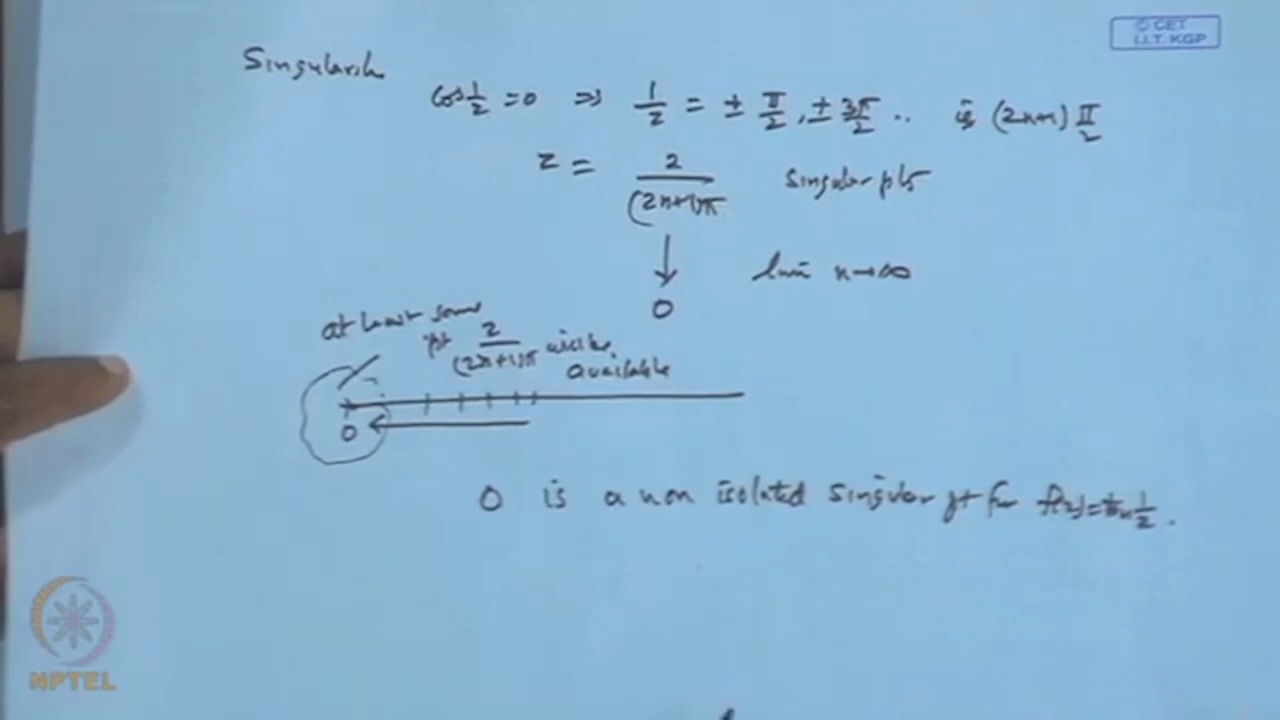 © CET
I.I.T. KGP
cos 1/z = 0 ⇒ 1/z = ± π/2, ± 3π/2 .. is (2n+1) π/2
z = 2/(2n+1)π singular pts
↓ lim n→∞
0
at least some
pt 2/(2n+1)π will be
available
0
0 is a non isolated singular pt for f(z) = tan 1/z.
NPTEL